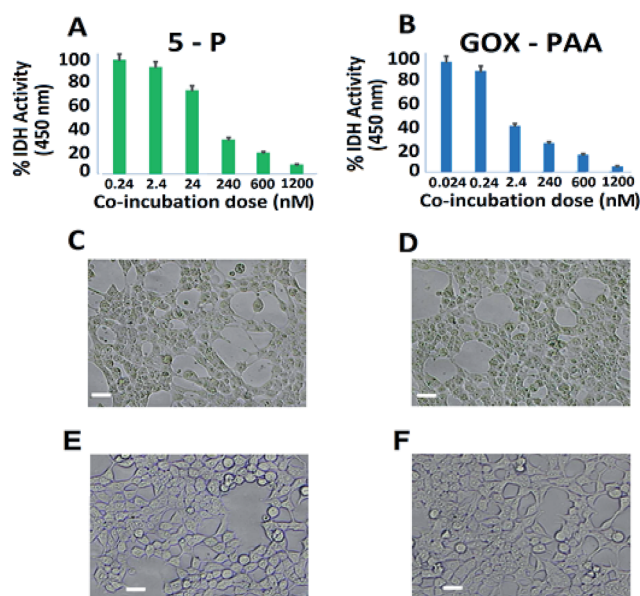 A
5 - P
% IDH Activity
(450 nm)
100
80
60
40
20
0
0.24 2.4 24 240 600 1200
Co-incubation dose (nM)
B
GOX - PAA
% IDH Activity
(450 nm)
100
80
60
40
20
0
0.024 0.24 2.4 240 600 1200
Co-incubation dose (nM)
C
D
E
F